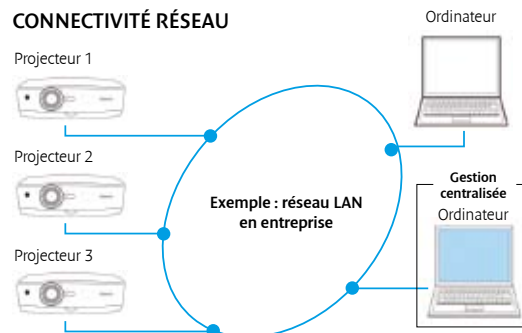 CONNECTIVITÉ RÉSEAU
Ordinateur
Projecteur 1
Projecteur 2
Exemple : réseau LAN
en entreprise
Gestion
centralisée
Ordinateur
Projecteur 3